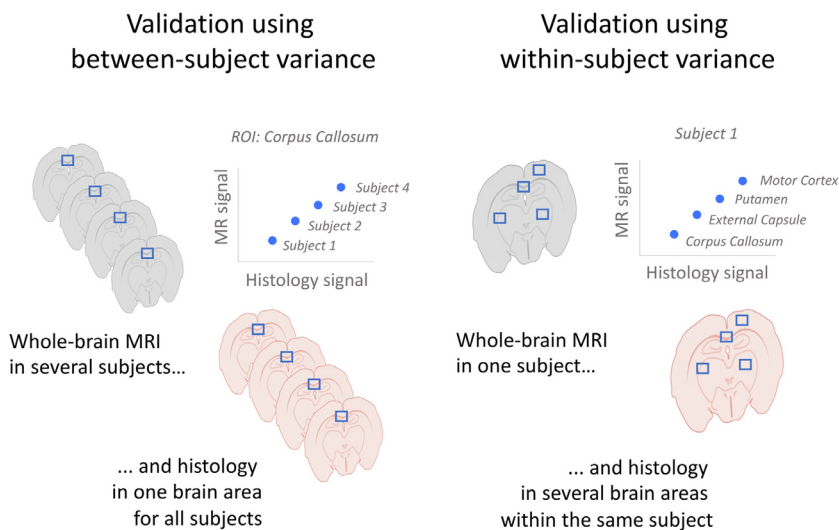 Validation using
between-subject variance
ROI: Corpus Callosum
MR signal
Subject 4
Subject 3
Subject 2
Subject 1
Histology signal
Whole-brain MRI
in several subjects...
... and histology
in one brain area
for all subjects
Validation using
within-subject variance
Subject 1
MR signal
Motor Cortex
Putamen
External Capsule
Corpus Callosum
Histology signal
Whole-brain MRI
in one subject...
... and histology
in several brain areas
within the same subject